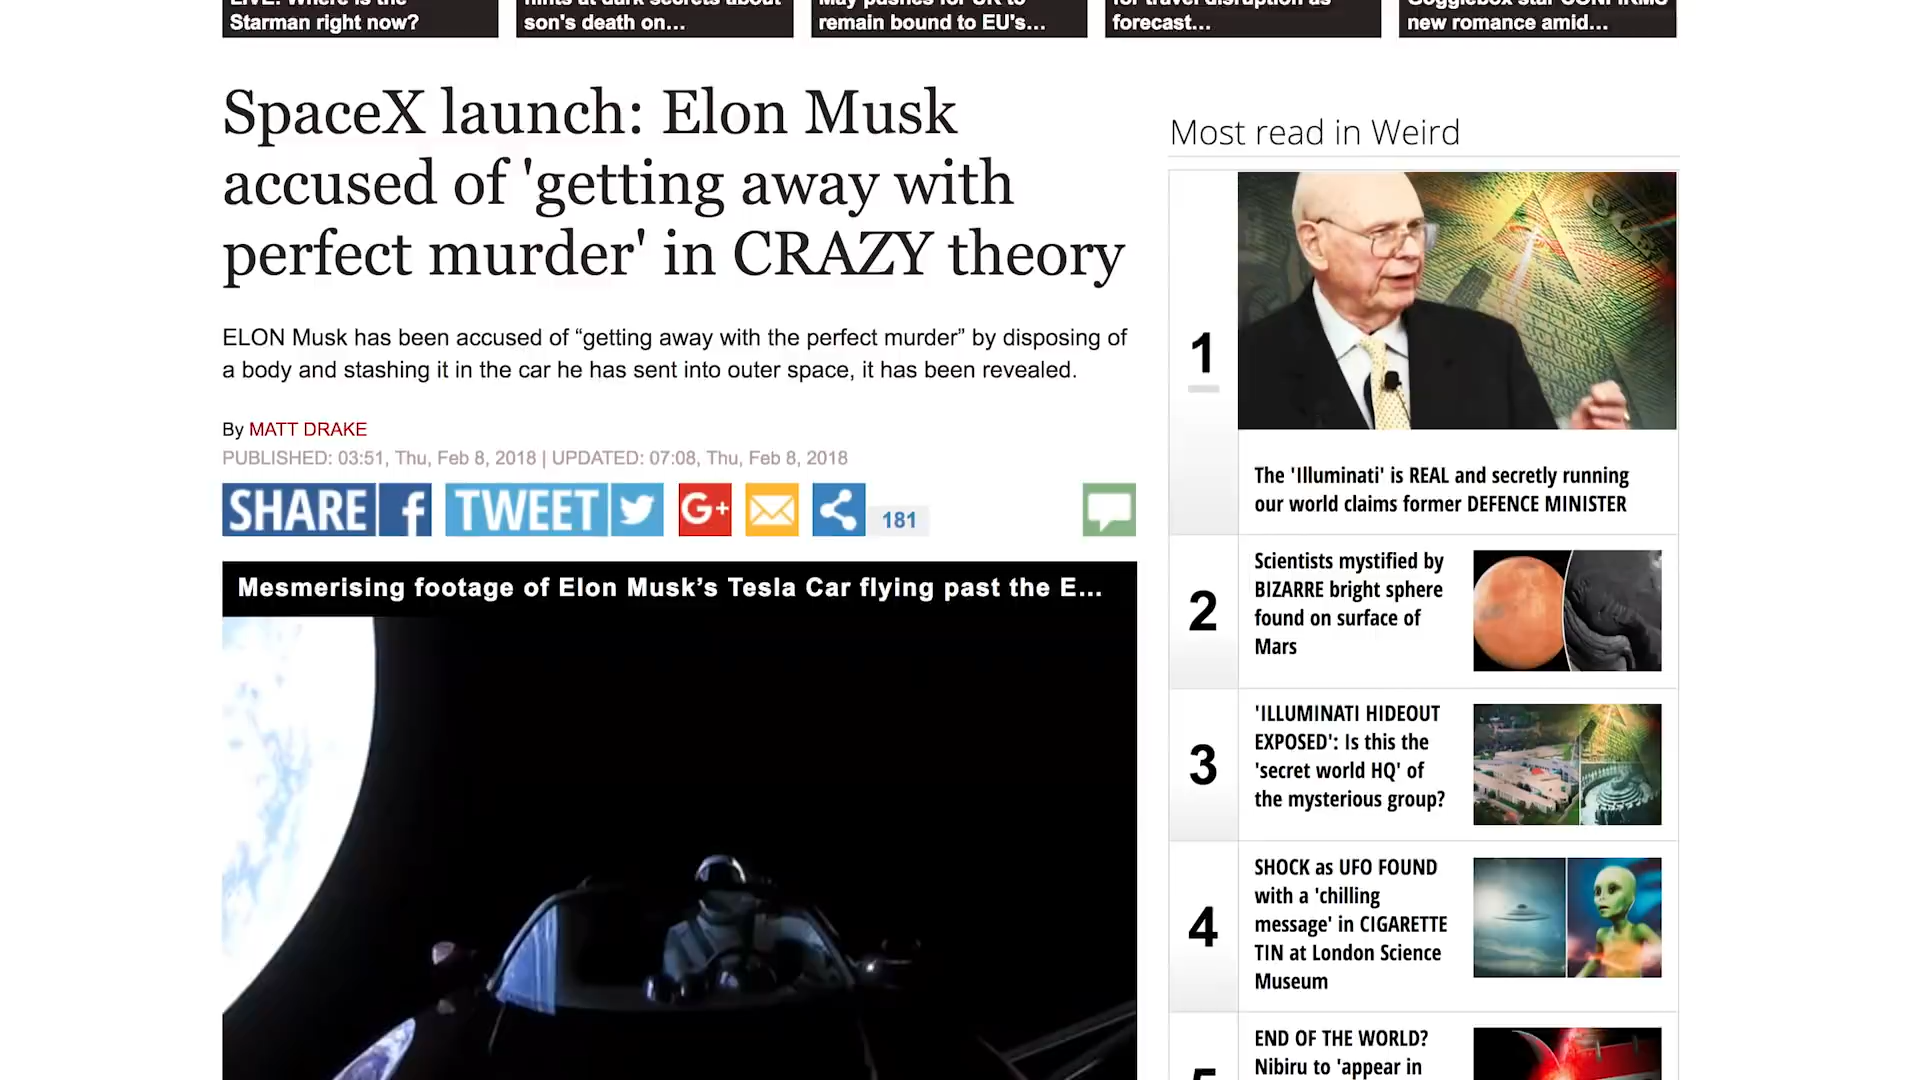 LIVE: Where is the
Starman right now?
hints at dark secrets about
son's death on...
May pushes for UK to
remain bound to EU's...
for travel disruption as
forecast...
Gogglebox star CONFIRMS
new romance amid...
SpaceX launch: Elon Musk
accused of 'getting away with
perfect murder' in CRAZY theory
ELON Musk has been accused of “getting away with the perfect murder” by disposing of
a body and stashing it in the car he has sent into outer space, it has been revealed.
By MATT DRAKE
PUBLISHED: 03:51, Thu, Feb 8, 2018 | UPDATED: 07:08, Thu, Feb 8, 2018
SHARE f TWEET G+ 181
Mesmerising footage of Elon Musk’s Tesla Car flying past the E...
Most read in Weird
1
The 'Illuminati' is REAL and secretly running
our world claims former DEFENCE MINISTER
2
Scientists mystified by
BIZARRE bright sphere
found on surface of
Mars
3
'ILLUMINATI HIDEOUT
EXPOSED': Is this the
'secret world HQ' of
the mysterious group?
4
SHOCK as UFO FOUND
with a 'chilling
message' in CIGARETTE
TIN at London Science
Museum
5
END OF THE WORLD?
Nibiru to 'appear in